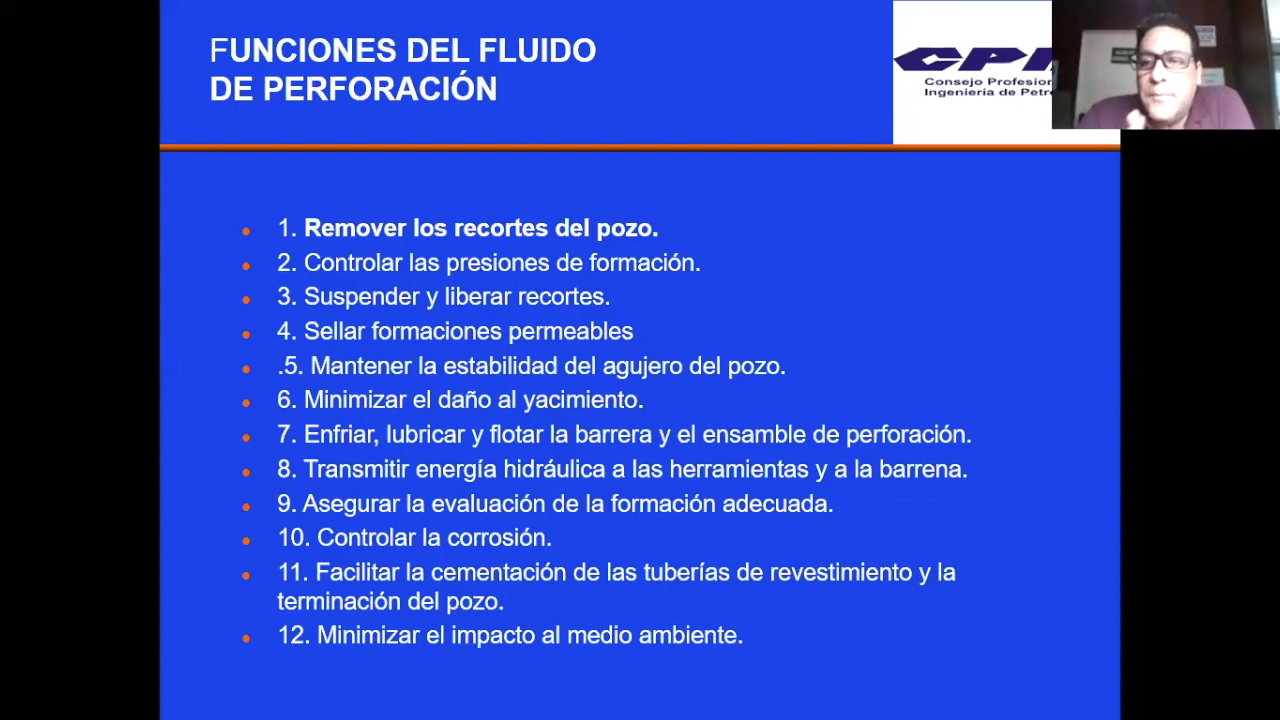 FUNCIONES DEL FLUIDO
DE PERFORACIÓN
Consejo Profesion
Ingeniería de Petr
1. Remover los recortes del pozo.
2. Controlar las presiones de formación.
3. Suspender y liberar recortes.
4. Sellar formaciones permeables
.5. Mantener la estabilidad del agujero del pozo.
6. Minimizar el daño al yacimiento.
7. Enfriar, lubricar y flotar la barrera y el ensamble de perforación.
8. Transmitir energía hidráulica a las herramientas y a la barrena.
9. Asegurar la evaluación de la formación adecuada.
10. Controlar la corrosión.
11. Facilitar la cementación de las tuberías de revestimiento y la
terminación del pozo.
12. Minimizar el impacto al medio ambiente.